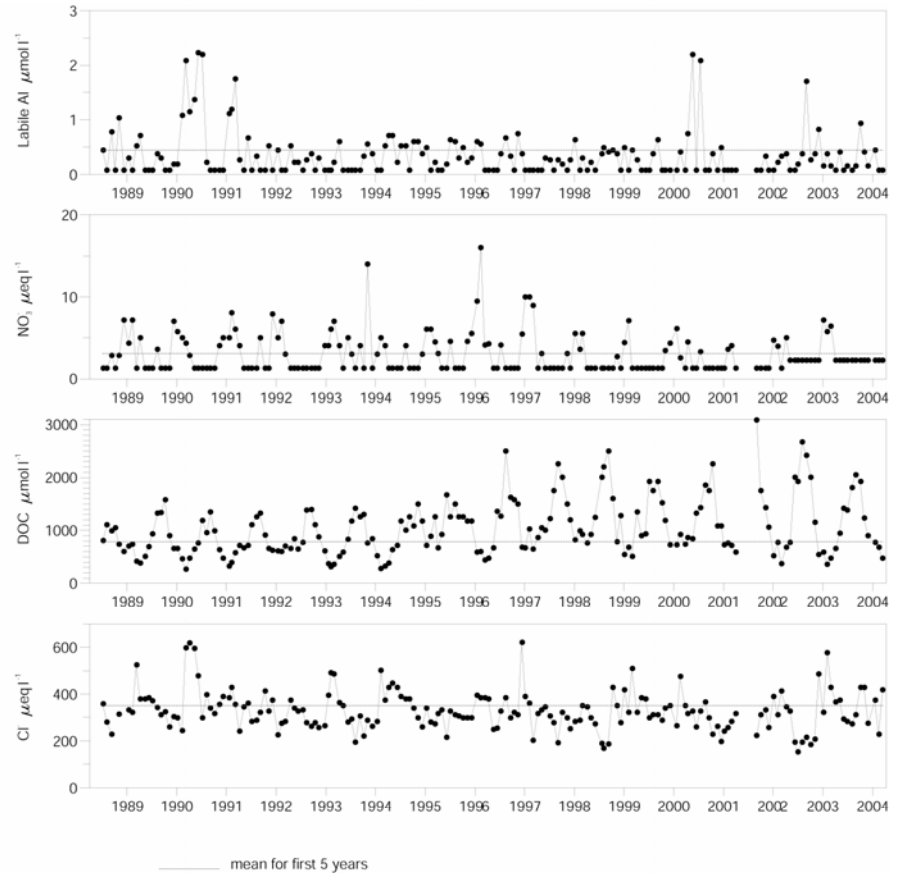 3
2
1
0
Labile Al μmol l⁻¹
1989 1990 1991 1992 1993 1994 1995 1996 1997 1998 1999 2000 2001 2002 2003 2004
20
10
0
NO₃ μeq l⁻¹
1989 1990 1991 1992 1993 1994 1995 1996 1997 1998 1999 2000 2001 2002 2003 2004
3000
2000
1000
0
DOC μmol l⁻¹
1989 1990 1991 1992 1993 1994 1995 1996 1997 1998 1999 2000 2001 2002 2003 2004
600
400
200
0
Cl μeq l⁻¹
1989 1990 1991 1992 1993 1994 1995 1996 1997 1998 1999 2000 2001 2002 2003 2004
mean for first 5 years